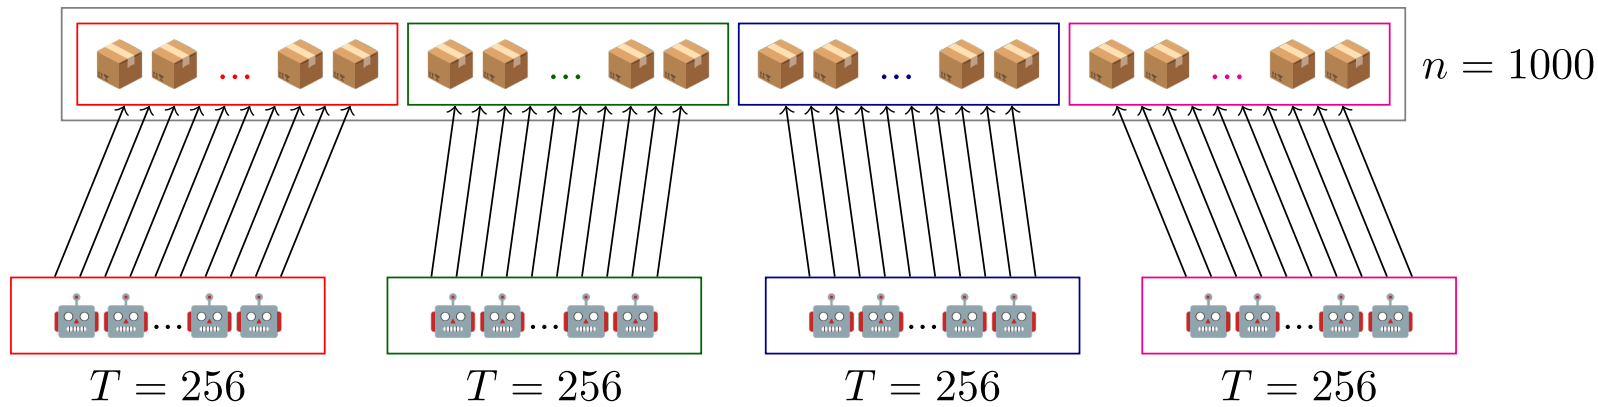 ... ... ... ... n = 1000
... ... ... ...
T = 256 T = 256 T = 256 T = 256